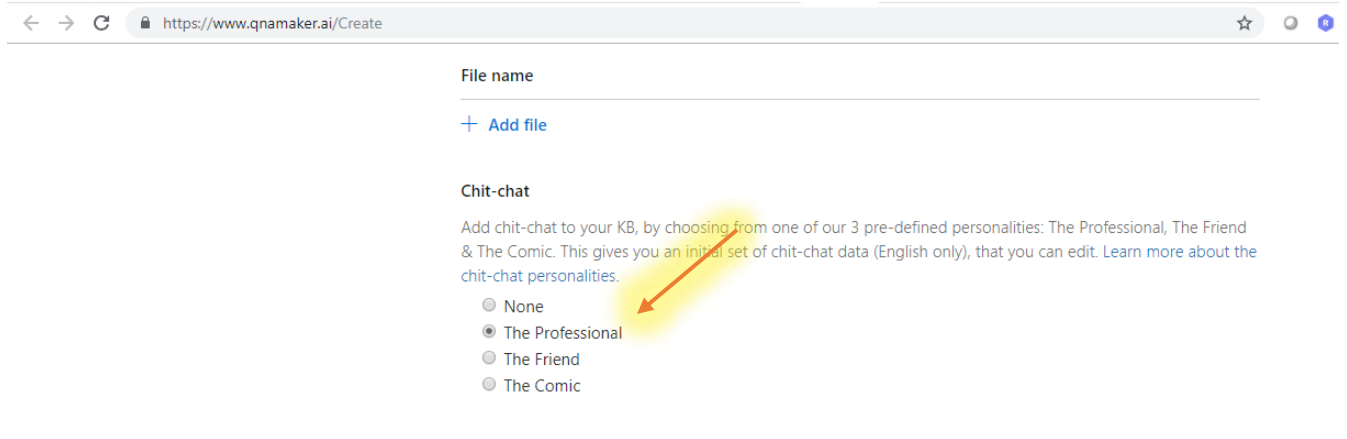 https://www.qnamaker.ai/Create
R
File name
+ Add file
Chit-chat
Add chit-chat to your KB, by choosing from one of our 3 pre-defined personalities: The Professional, The Friend
& The Comic. This gives you an initial set of chit-chat data (English only), that you can edit. Learn more about the
chit-chat personalities.
None
The Professional
The Friend
The Comic